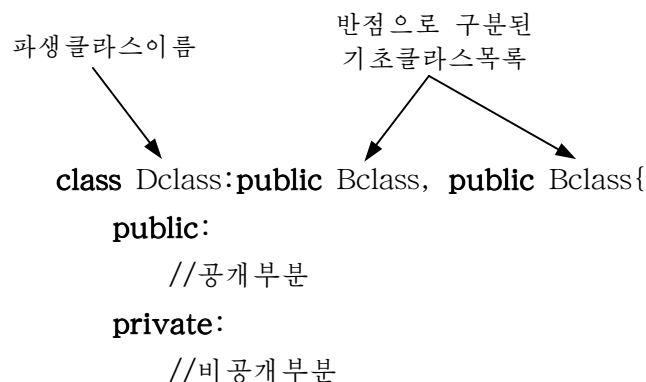 파생클라스이름
반점으로 구분된
기초클라스목록
class Dclass:public Bclass, public Bclass{
public:
//공개부분
private:
//비공개부분